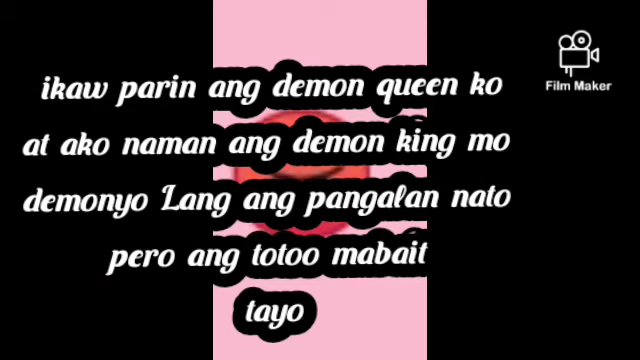 ikaw parin ang demon queen ko
at ako naman ang demon king mo
demonyo Lang ang pangalan nato
pero ang totoo mabait
tayo
Film Maker